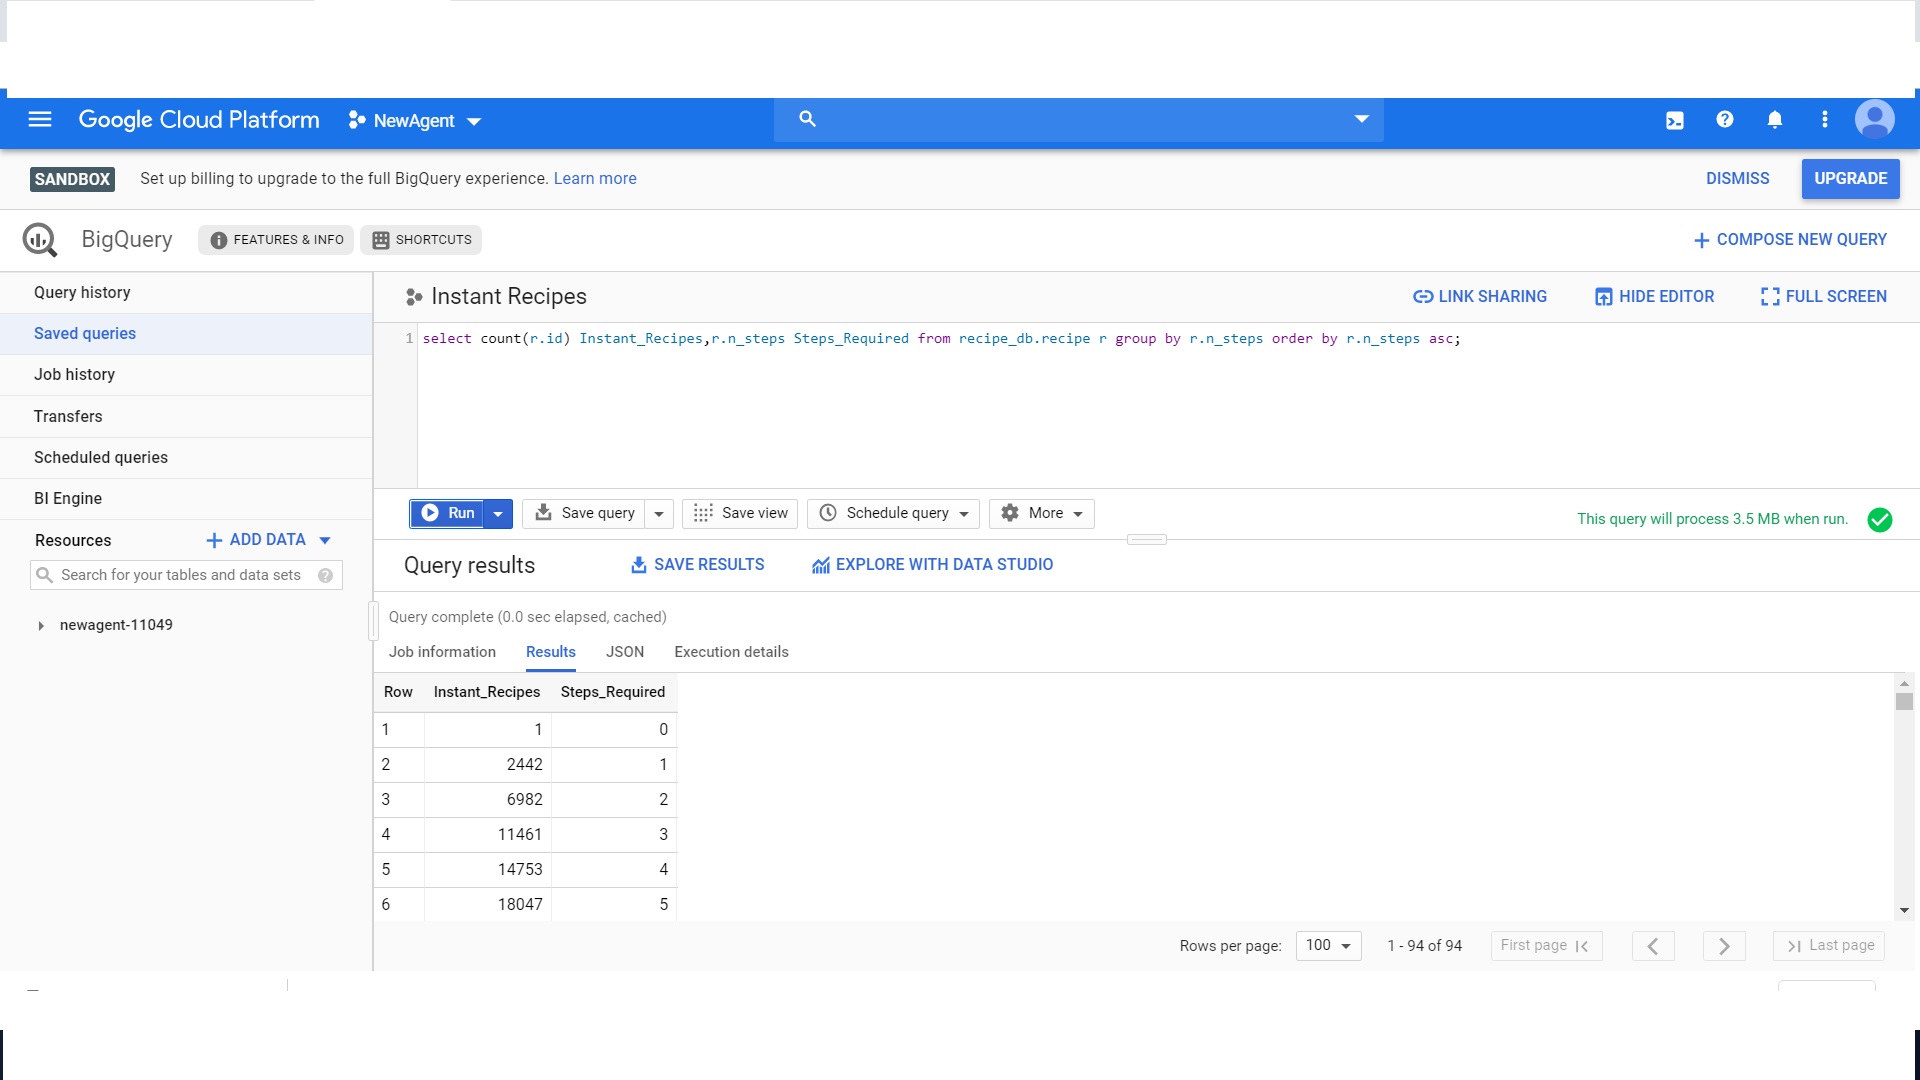 Google Cloud Platform NewAgent
SANDBOX Set up billing to upgrade to the full BigQuery experience. Learn more DISMISS UPGRADE
BigQuery FEATURES & INFO SHORTCUTS COMPOSE NEW QUERY
Query history
Saved queries
Job history
Transfers
Scheduled queries
BI Engine
Resources ADD DATA
Search for your tables and data sets
newagent-11049
Instant Recipes LINK SHARING HIDE EDITOR FULL SCREEN
1 select count(r.id) Instant_Recipes,r.n_steps Steps_Required from recipe_db.recipe r group by r.n_steps order by r.n_steps asc;
Run Save query Save view Schedule query More This query will process 3.5 MB when run.
Query results SAVE RESULTS EXPLORE WITH DATA STUDIO
Query complete (0.0 sec elapsed, cached)
Job information Results JSON Execution details
Row Instant_Recipes Steps_Required
1 1 0
2 2442 1
3 6982 2
4 11461 3
5 14753 4
6 18047 5
Rows per page: 100 1 - 94 of 94 First page Last page